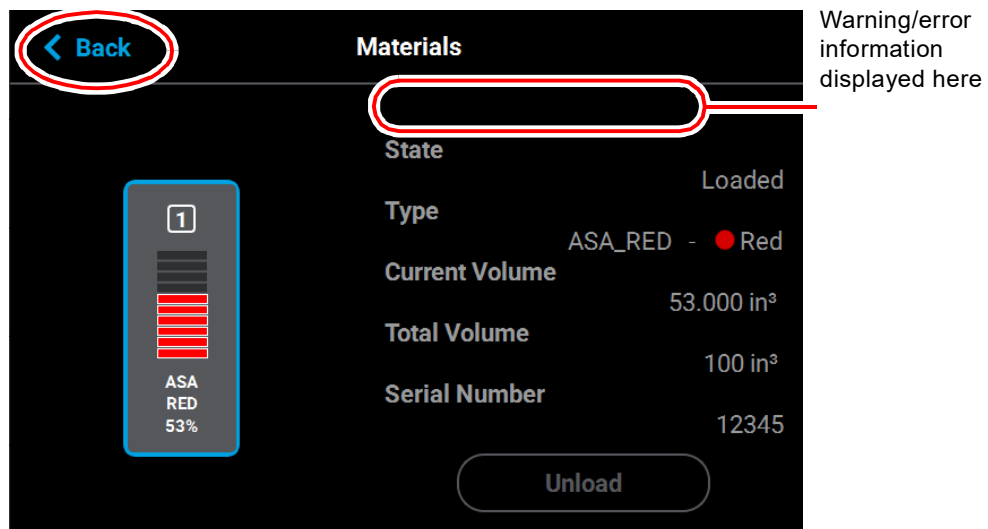 Back
Materials
Warning/error
information
displayed here
State
Loaded
Type
ASA_RED - Red
Current Volume
53.000 in³
Total Volume
100 in³
Serial Number
12345
1
ASA
RED
53%
Unload